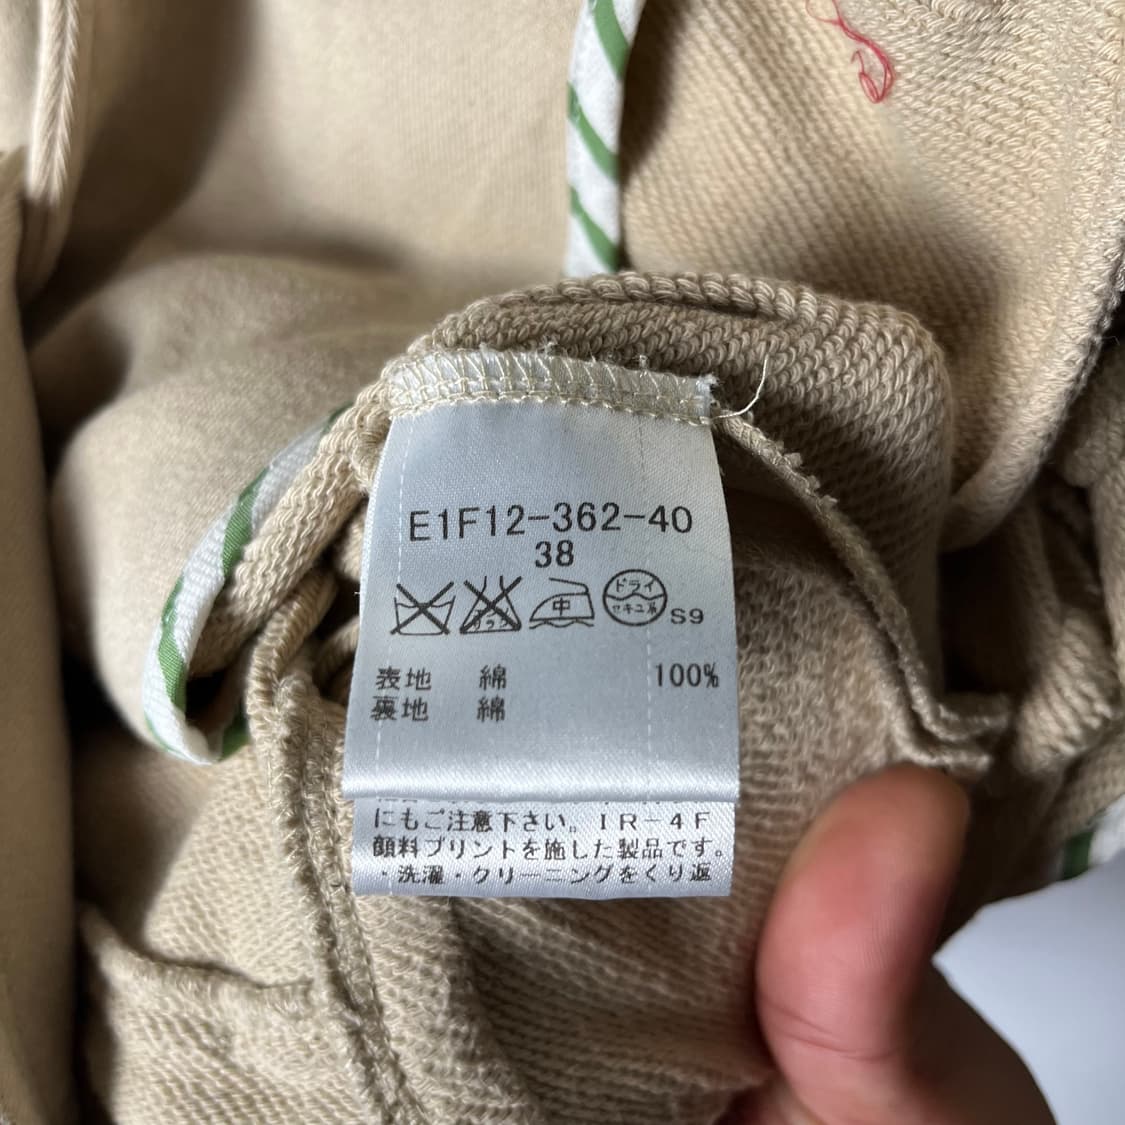 E1F12-362-40
38
中 ドライ セキユ系 S9
表地 綿 100%
裏地 綿
にもご注意下さい。IR-4F
顔料プリントを施した製品です。
・洗濯・クリーニングをくり返